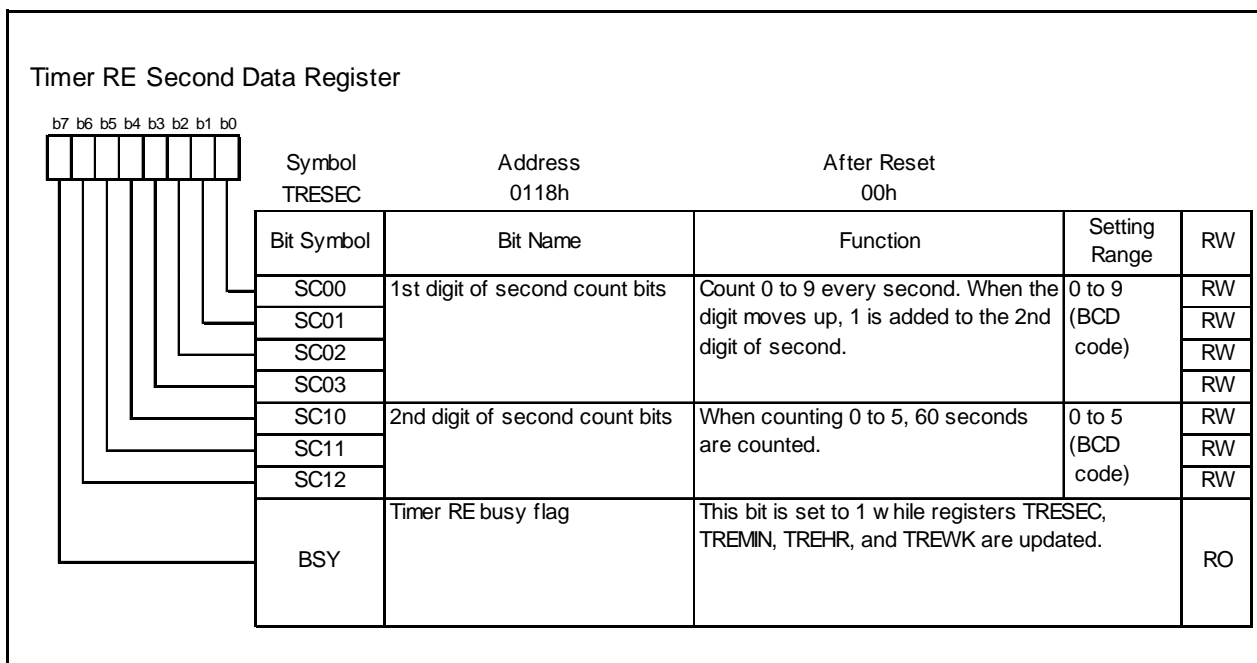 Timer RE Second Data Register
b7 b6 b5 b4 b3 b2 b1 b0
Symbol Address After Reset
TRESEC 0118h 00h
Bit Symbol Bit Name Function Setting Range RW
SC00 1st digit of second count bits Count 0 to 9 every second. When the 0 to 9 RW
SC01 digit moves up, 1 is added to the 2nd (BCD RW
SC02 digit of second. code) RW
SC03 RW
SC10 2nd digit of second count bits When counting 0 to 5, 60 seconds 0 to 5 RW
SC11 are counted. (BCD RW
SC12 code) RW
Timer RE busy flag This bit is set to 1 w hile registers TRESEC,
TREMIN, TREHR, and TREWK are updated.
BSY RO